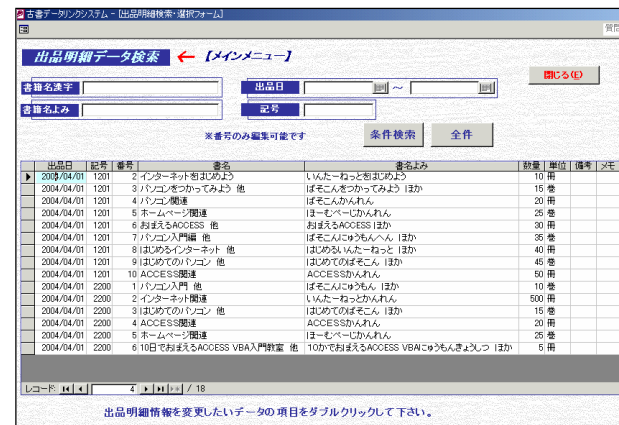 古書データリンクシステム - [出品明細検索・選択フォーム]
質問
出品明細データ検索 ← 【メインメニュー】
閉じる(E)
書籍名漢字 出品日 ～
書籍名よみ 記号
※番号のみ編集可能です 条件検索 全件
出品日 記号 番号 書名 書名よみ 数量 単位 備考 メモ
2004/04/01 1201 2 インターネットをはじめよう いんたーねっとをはじめよう 10 冊
2004/04/01 1201 3 パソコンをつかってみよう 他 ぱそこんをつかってみよう ほか 15 巻
2004/04/01 1201 4 パソコン関連 ぱそこんかんれん 20 冊
2004/04/01 1201 5 ホームページ関連 ほーむぺーじかんれん 25 巻
2004/04/01 1201 6 おぼえるACCESS 他 おぼえるACCESS ほか 30 冊
2004/04/01 1201 7 パソコン入門編 他 ぱそこんにゅうもんへん ほか 35 巻
2004/04/01 1201 8 はじめるインターネット 他 はじめるいんたーねっと ほか 40 冊
2004/04/01 1201 9 はじめてのパソコン 他 はじめてのぱそこん ほか 45 巻
2004/04/01 1201 10 ACCESS関連 ACCESSかんれん 50 冊
2004/04/01 2200 1 パソコン入門 他 ぱそこんにゅうもん ほか 10 巻
2004/04/01 2200 2 インターネット関連 いんたーねっとかんれん 500 冊
2004/04/01 2200 3 はじめてのパソコン 他 はじめてのぱそこん ほか 15 巻
2004/04/01 2200 4 ACCESS関連 ACCESSかんれん 20 冊
2004/04/01 2200 5 ホームページ関連 ほーむぺーじかんれん 25 巻
2004/04/01 2200 6 10日でおぼえるACCESS VBA入門教室 他 10かでおぼえるACCESS VBAにゅうもんきょうしつ ほか 5 冊
レコード: 4 / 18
出品明細情報を変更したいデータの項目をダブルクリックして下さい。